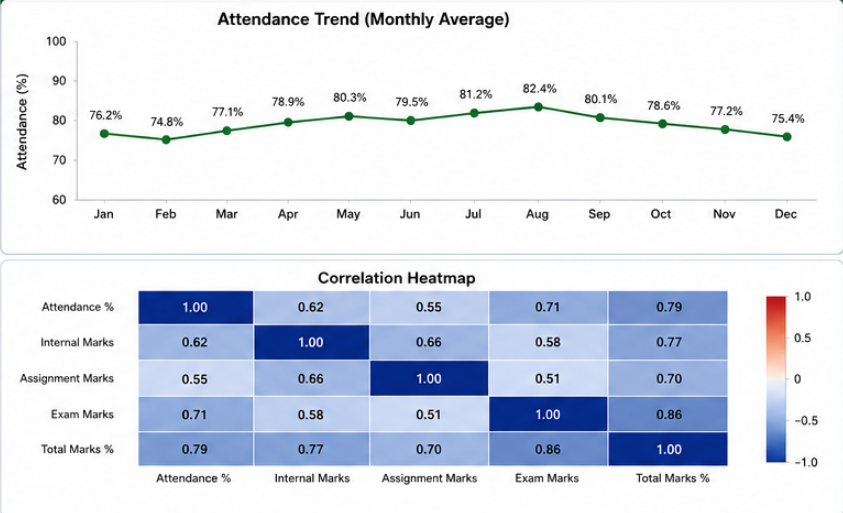 Attendance Trend (Monthly Average)
100
90
80
70
60
Attendance (%)
76.2% 74.8% 77.1% 78.9% 80.3% 79.5% 81.2% 82.4% 80.1% 78.6% 77.2% 75.4%
Jan Feb Mar Apr May Jun Jul Aug Sep Oct Nov Dec
Correlation Heatmap
Attendance % 1.00 0.62 0.55 0.71 0.79
Internal Marks 0.62 1.00 0.66 0.58 0.77
Assignment Marks 0.55 0.66 1.00 0.51 0.70
Exam Marks 0.71 0.58 0.51 1.00 0.86
Total Marks % 0.79 0.77 0.70 0.86 1.00
Attendance % Internal Marks Assignment Marks Exam Marks Total Marks %
1.0
0.5
0
−0.5
−1.0